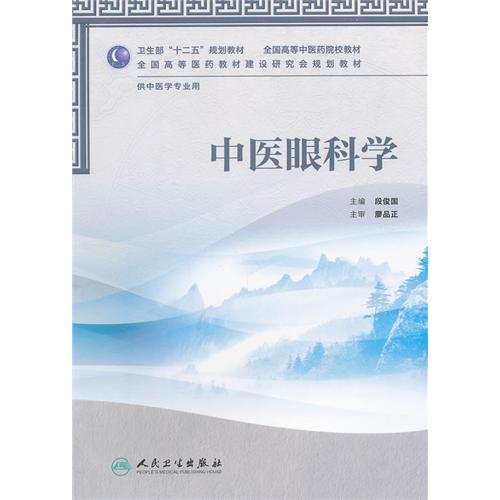 卫生部“十二五”规划教材 全国高等中医药院校教材
全国高等医药教材建设研究会规划教材
供中医学专业用
中医眼科学
主编 段俊国
主审 廖品正
人民卫生出版社
PEOPLE'S MEDICAL PUBLISHING HOUSE